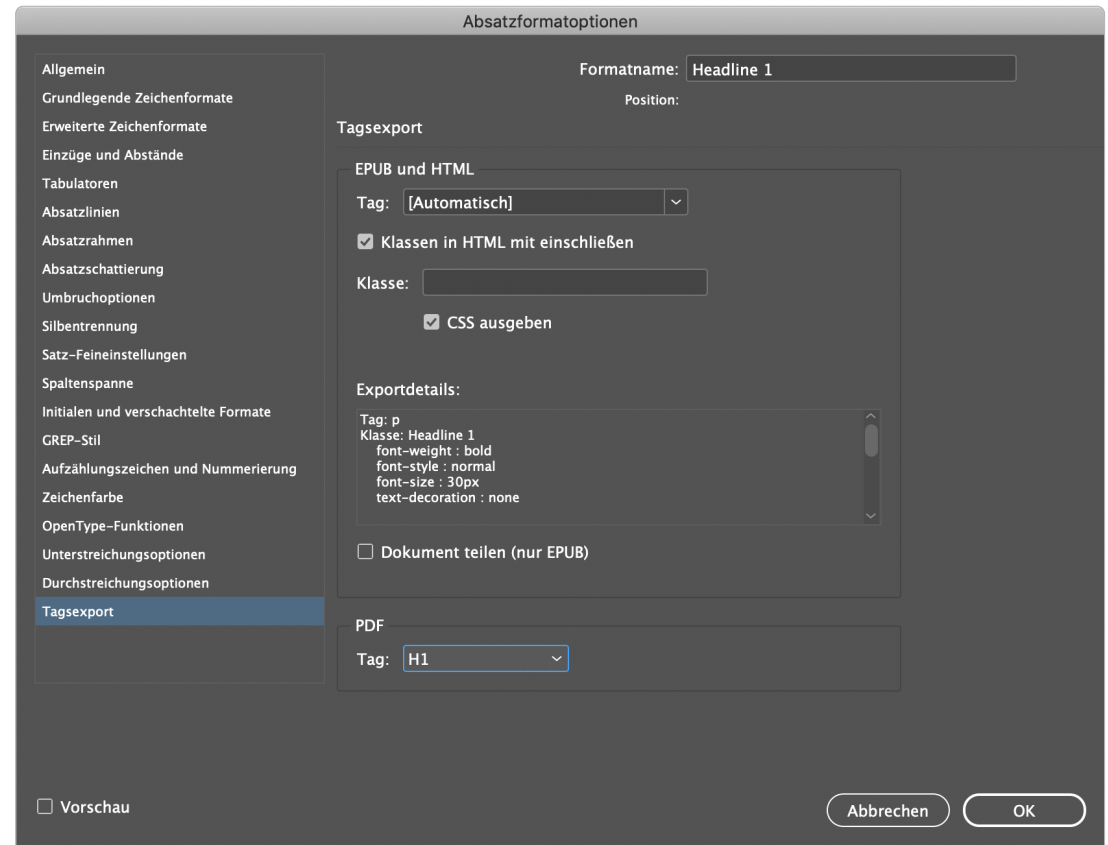 Absatzformatoptionen
Allgemein
Grundlegende Zeichenformate
Erweiterte Zeichenformate
Einzüge und Abstände
Tabulatoren
Absatzlinien
Absatzrahmen
Absatzschattierung
Umbruchoptionen
Silbentrennung
Satz-Feineinstellungen
Spaltenspanne
Initialen und verschachtelte Formate
GREP-Stil
Aufzählungszeichen und Nummerierung
Zeichenfarbe
OpenType-Funktionen
Unterstreichungsoptionen
Durchstreichungsoptionen
Tagsexport
Formatname: Headline 1
Position:
Tagsexport
EPUB und HTML
Tag: [Automatisch]
Klassen in HTML mit einschließen
Klasse:
CSS ausgeben
Exportdetails:
Tag: p
Klasse: Headline 1
font-weight : bold
font-style : normal
font-size : 30px
text-decoration : none
Dokument teilen (nur EPUB)
PDF
Tag: H1
Vorschau
Abbrechen
OK